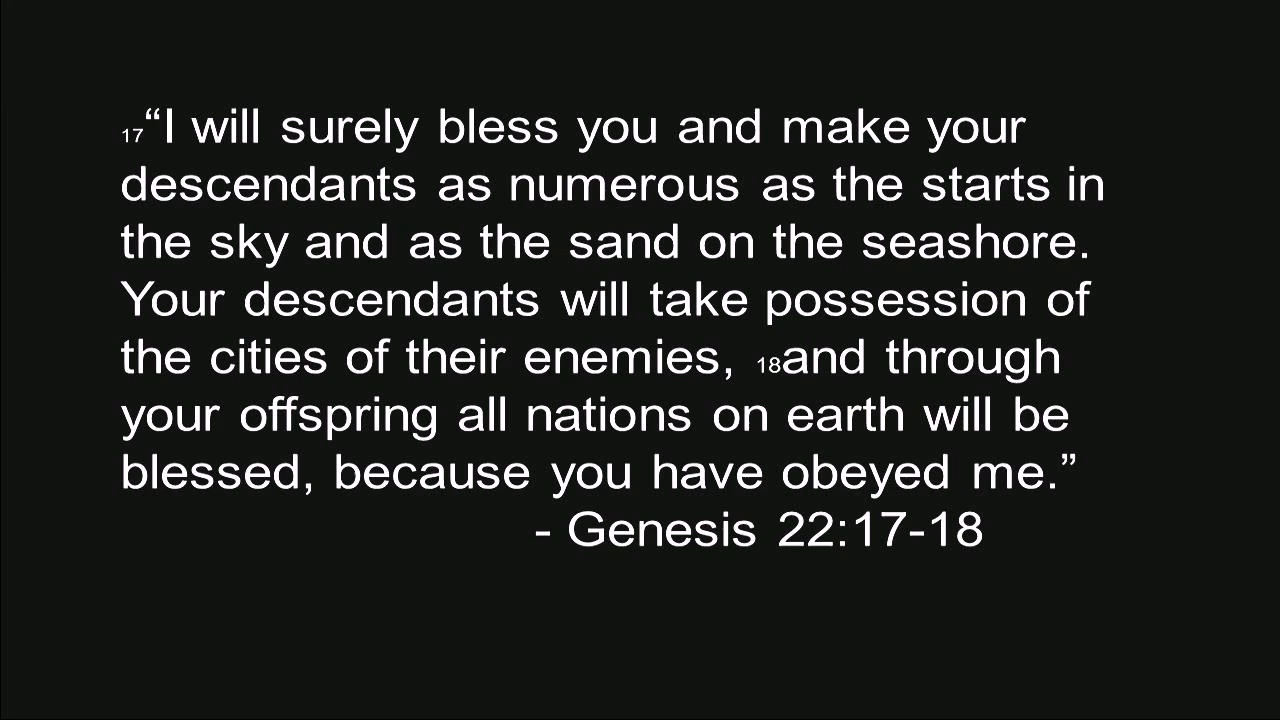 17“I will surely bless you and make your
descendants as numerous as the starts in
the sky and as the sand on the seashore.
Your descendants will take possession of
the cities of their enemies, 18and through
your offspring all nations on earth will be
blessed, because you have obeyed me.”
- Genesis 22:17-18